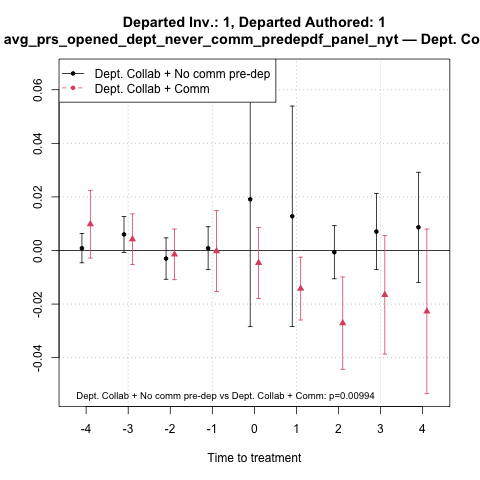 Departed Inv.: 1, Departed Authored: 1
avg_prs_opened_dept_never_comm_predepdf_panel_nyt — Dept. Co
Dept. Collab + No comm pre-dep
Dept. Collab + Comm
0.06
0.04
0.02
0.00
-0.02
-0.04
Dept. Collab + No comm pre-dep vs Dept. Collab + Comm: p=0.00994
-4 -3 -2 -1 0 1 2 3 4
Time to treatment